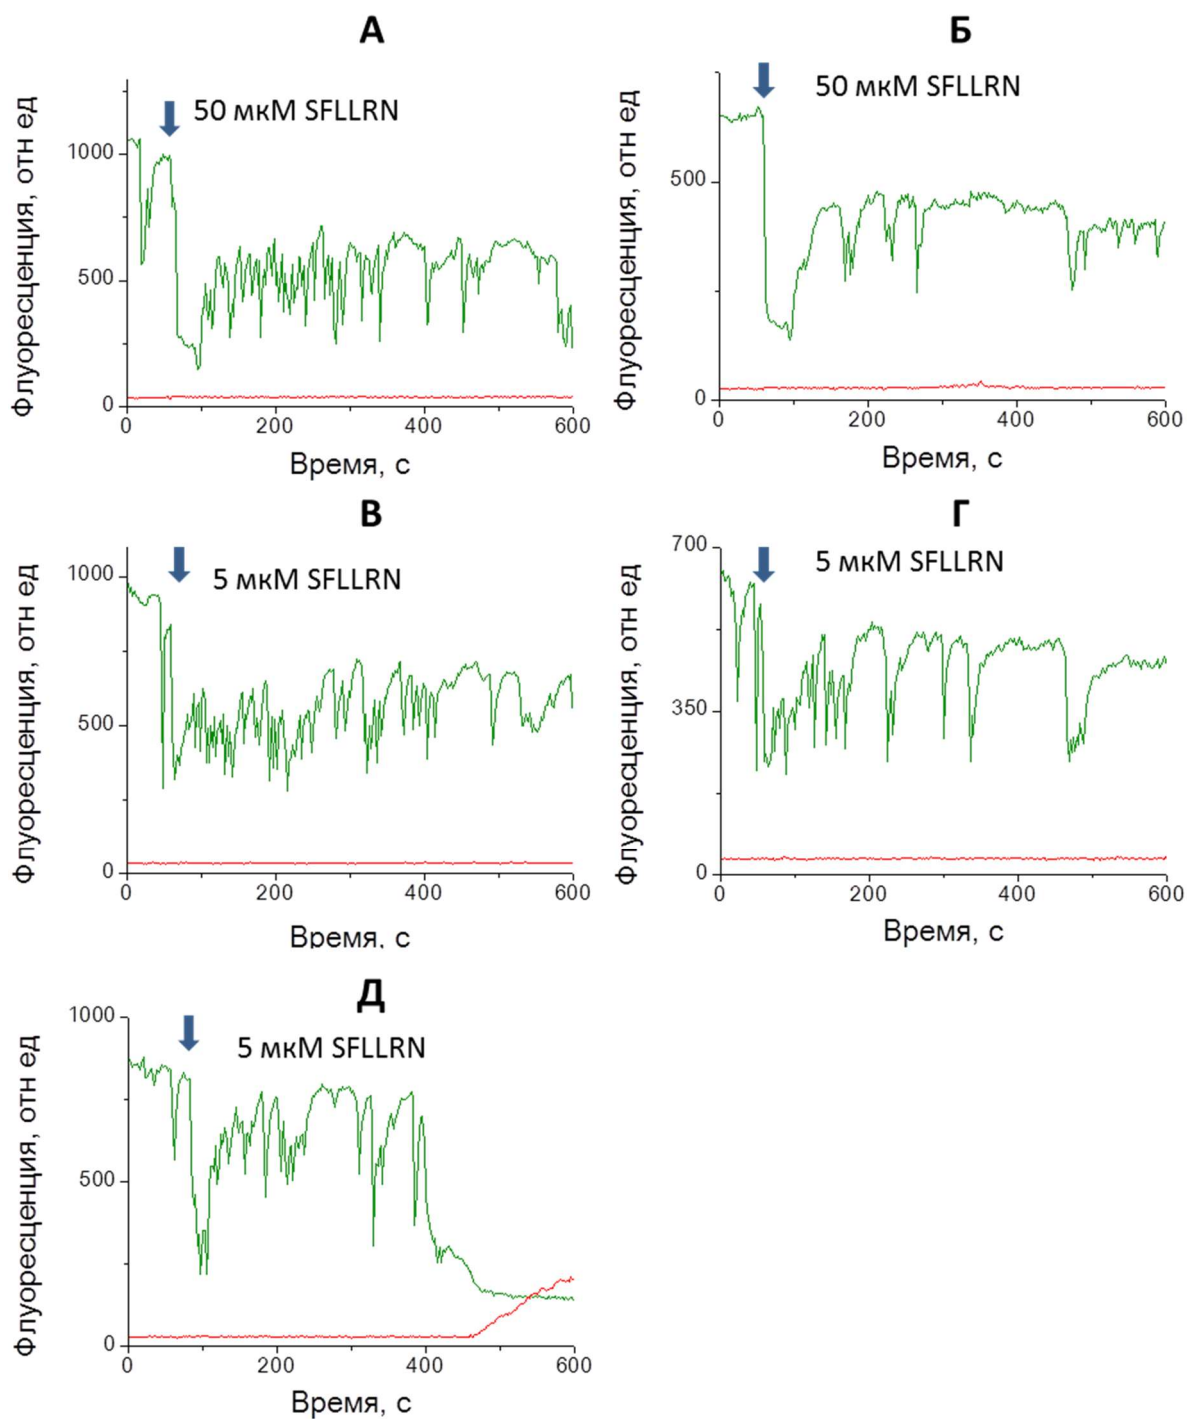 А
50 мкМ SFLLRN
Флуоресценция, отн ед
1000
500
0
0 200 400 600
Время, с
Б
50 мкМ SFLLRN
Флуоресценция, отн ед
500
0
0 200 400 600
Время, с
В
5 мкМ SFLLRN
Флуоресценция, отн ед
1000
500
0
0 200 400 600
Время, с
Г
5 мкМ SFLLRN
Флуоресценция, отн ед
700
350
0
0 200 400 600
Время, с
Д
5 мкМ SFLLRN
Флуоресценция, отн ед
1000
500
0
0 200 400 600
Время, с